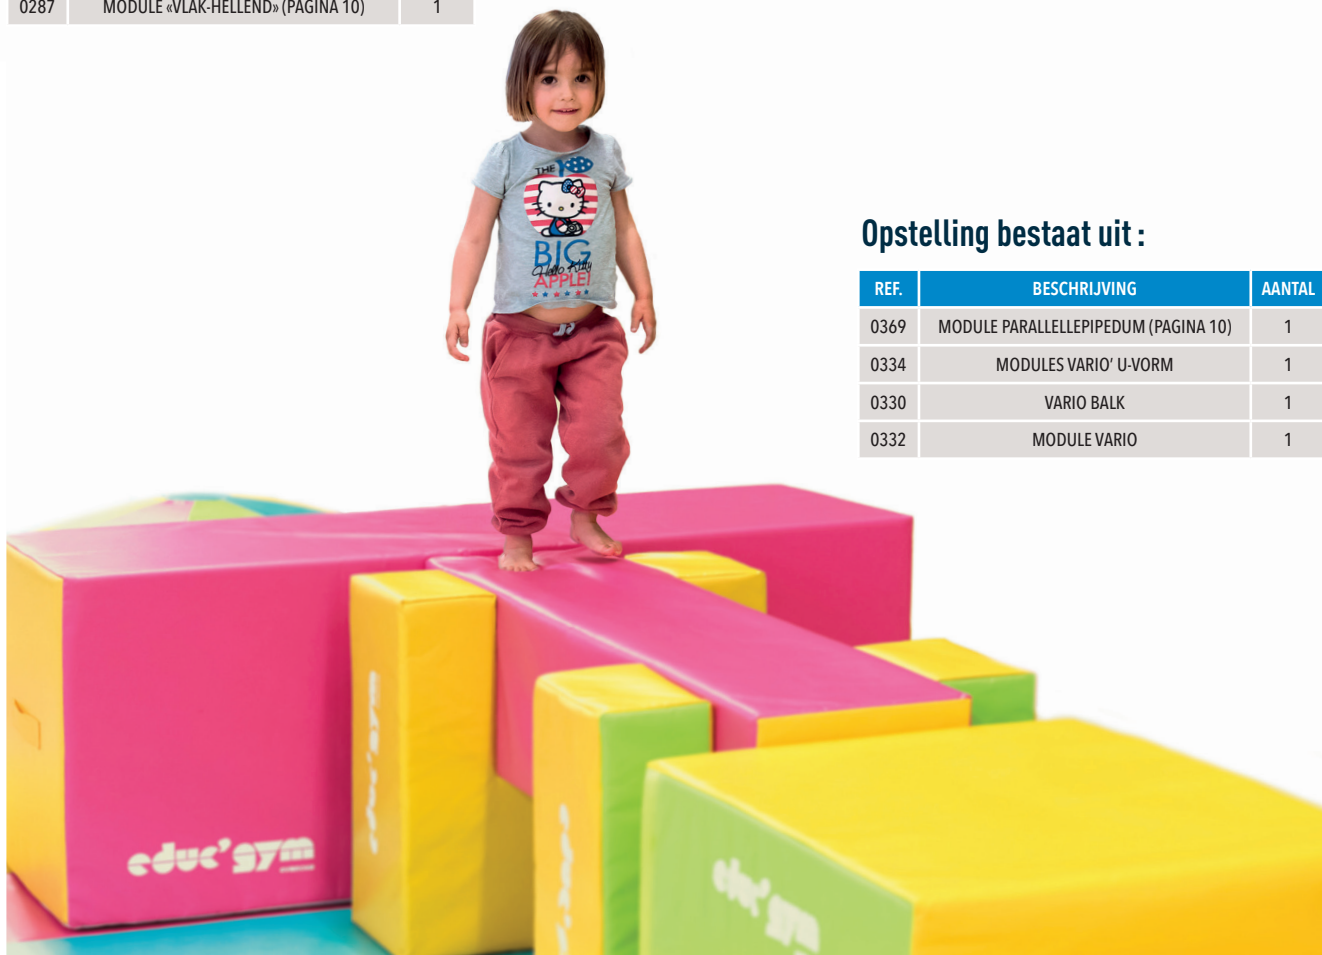 0287 MODULE «VLAK-HELLEND» (PAGINA 10) 1
THE
BIG
Hello Kitty
APPLE!
Opstelling bestaat uit :
REF. BESCHRIJVING AANTAL
0369 MODULE PARALLELLEPIPEDUM (PAGINA 10) 1
0334 MODULES VARIO’ U-VORM 1
0330 VARIO BALK 1
0332 MODULE VARIO 1
educ’gym
educ’gym